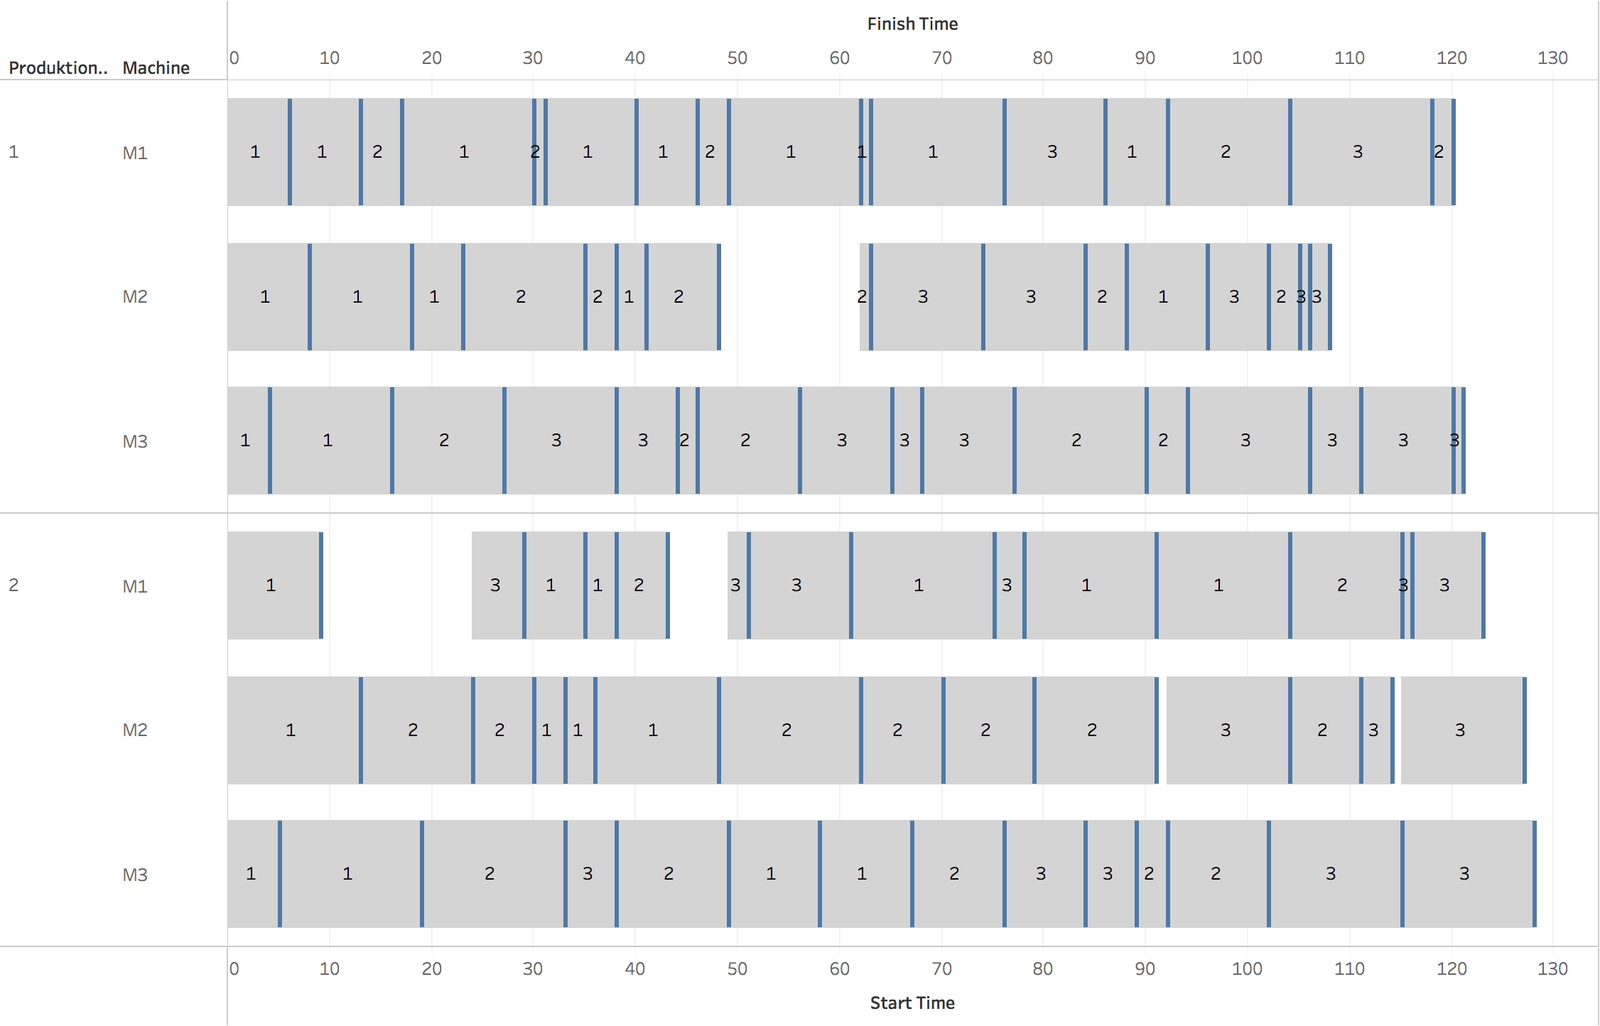 Finish Time
0 10 20 30 40 50 60 70 80 90 100 110 120 130
Produktion.. Machine
1 M1 1 1 2 1 2 1 1 2 1 1 1 3 1 2 3 2
M2 1 1 1 2 2 1 2 2 3 3 2 1 3 2 3 3
M3 1 1 2 3 3 2 2 3 3 3 2 2 3 3 3 3
2 M1 1 3 1 1 2 3 3 1 3 1 1 2 3 3
M2 1 2 2 1 1 1 2 2 2 2 3 2 3 3
M3 1 1 2 3 2 1 1 2 3 3 2 2 3 3
0 10 20 30 40 50 60 70 80 90 100 110 120 130
Start Time